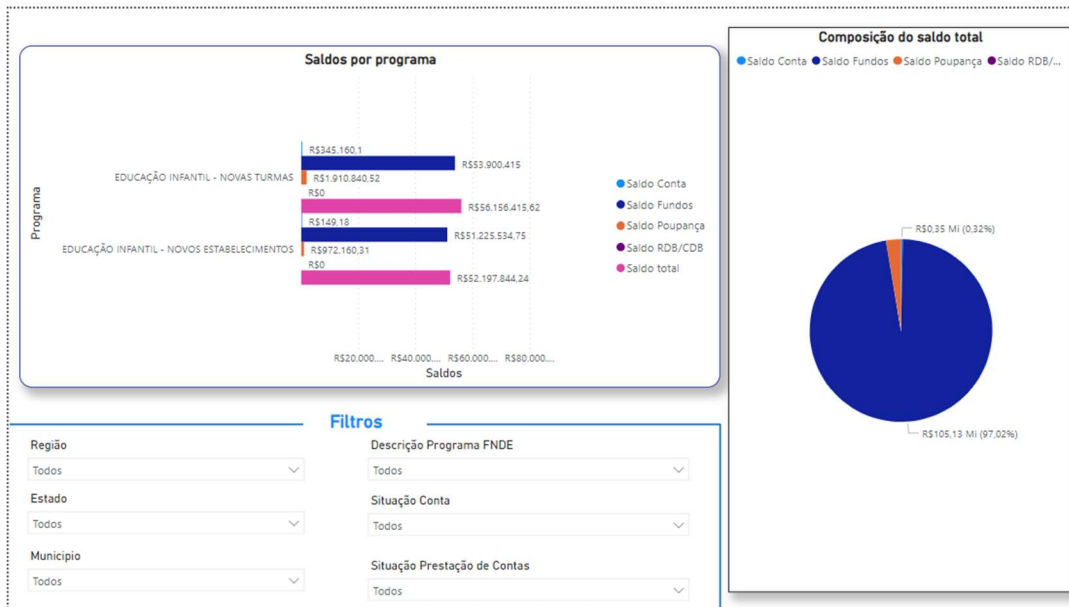 Saldos por programa
Programa
EDUCAÇÃO INFANTIL - NOVAS TURMAS
R$345.160,1
R$53.900.415
R$1.910.840,52
R$0
R$56.156.415,62
EDUCAÇÃO INFANTIL - NOVOS ESTABELECIMENTOS
R$149,18
R$51.225.534,75
R$972.160,31
R$0
R$52.197.844,24
R$20.000.... R$40.000.... R$60.000.... R$80.000....
Saldos
Saldo Conta
Saldo Fundos
Saldo Poupança
Saldo RDB/CDB
Saldo total
Composição do saldo total
Saldo Conta Saldo Fundos Saldo Poupança Saldo RDB/...
R$0,35 Mi (0,32%)
R$105,13 Mi (97,02%)
Filtros
Região
Todos
Estado
Todos
Municipio
Todos
Descrição Programa FNDE
Todos
Situação Conta
Todos
Situação Prestação de Contas
Todos